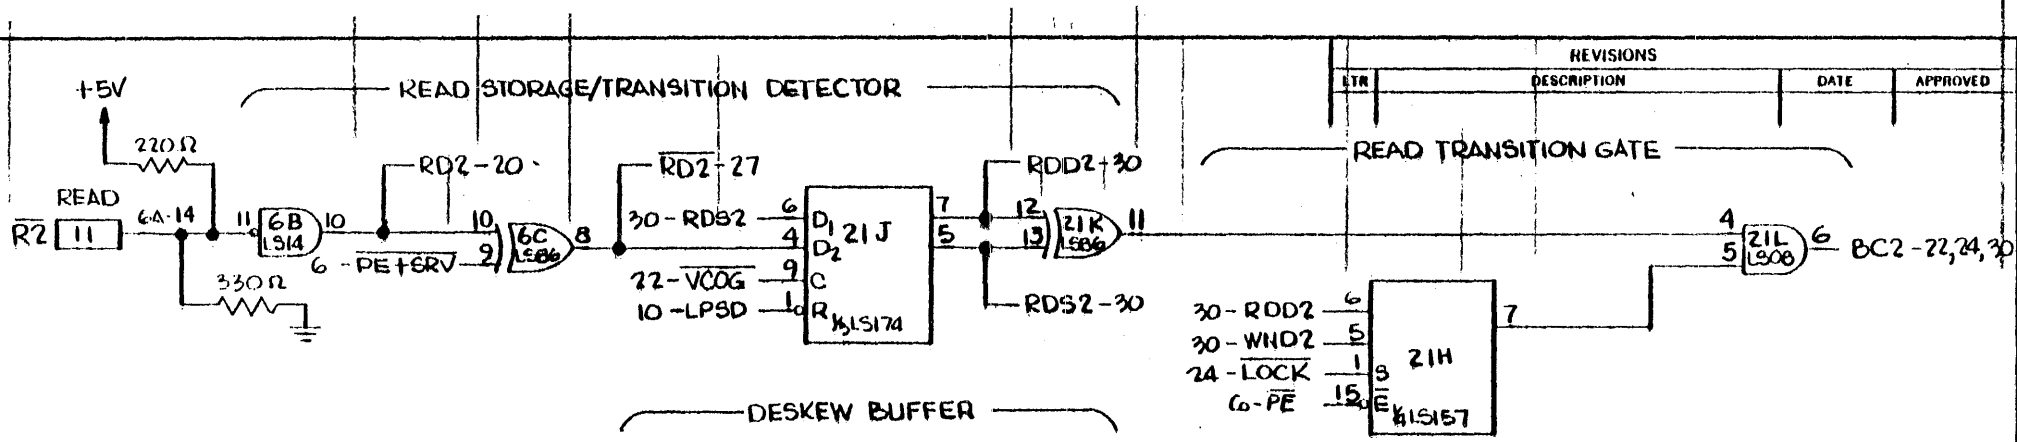 REVISIONS
LTR DESCRIPTION DATE APPROVED
+5V
READ STORAGE/TRANSITION DETECTOR
220Ω
READ TRANSITION GATE
RD2-20
RD2-27
RDD2-30
READ
R2 11
6A-14
11 6B 10
LS14
10 6C 8
9 LS86
6 - PE+SRV
30-RDS2 6 D1 21J 7
4 D2 5
22-VCOG 9 C
10-LPSD 1 R ⅓LS174
12 21K 11
13 LS86
RDS2-30
330Ω
4 21L 6
5 LS08
BC2-22,24,30
30-RDD2 6 7
30-WND2 5 21H
24-LOCK 1 S
6-PE 15 E ¼LS157
DESKEW BUFFER